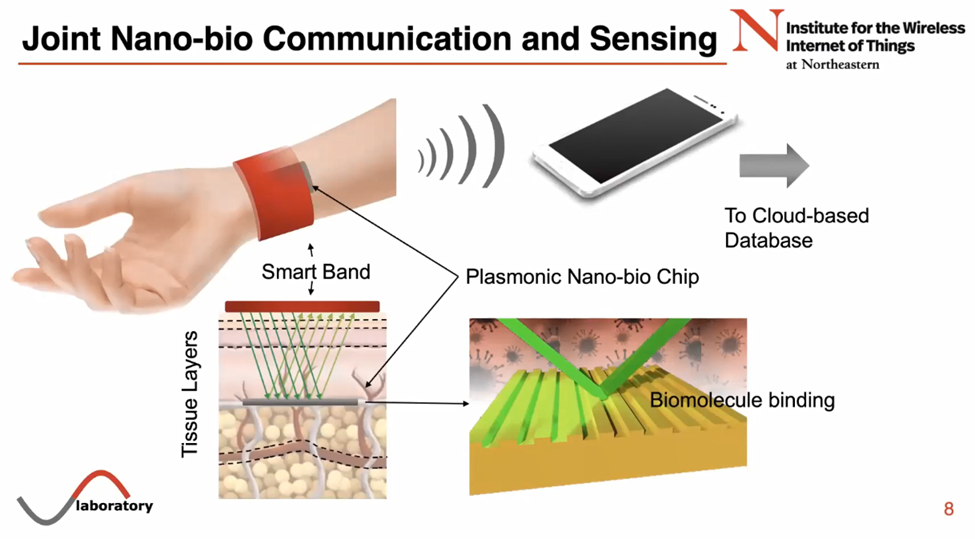 Joint Nano-bio Communication and Sensing
N
Institute for the Wireless
Internet of Things
at Northeastern
To Cloud-based
Database
Smart Band
Plasmonic Nano-bio Chip
Tissue Layers
Biomolecule binding
laboratory
8